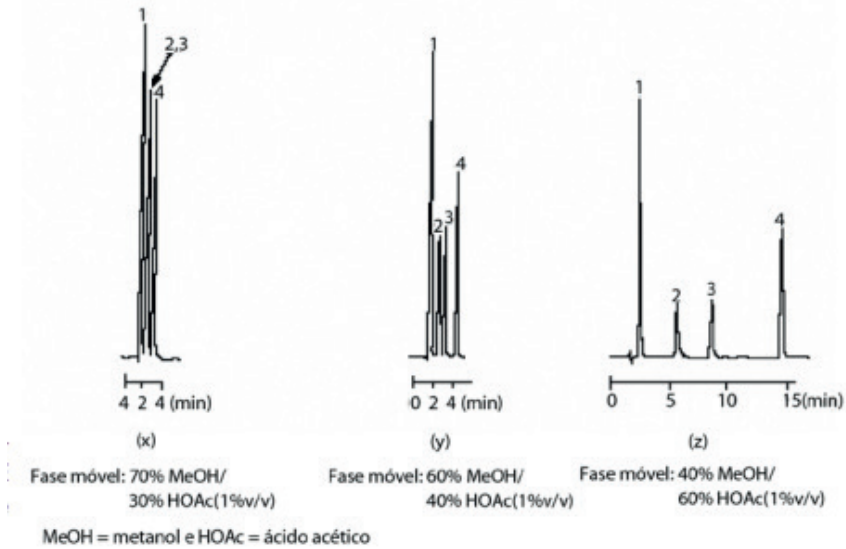 1
2,3
4
4 2 4 (min)
(x)
Fase móvel: 70% MeOH/
30% HOAc(1%v/v)
1
2
3
4
0 2 4 (min)
(y)
Fase móvel: 60% MeOH/
40% HOAc(1%v/v)
1
2
3
4
0 5 10 15(min)
(z)
Fase móvel: 40% MeOH/
60% HOAc(1%v/v)
MeOH = metanol e HOAc = ácido acético